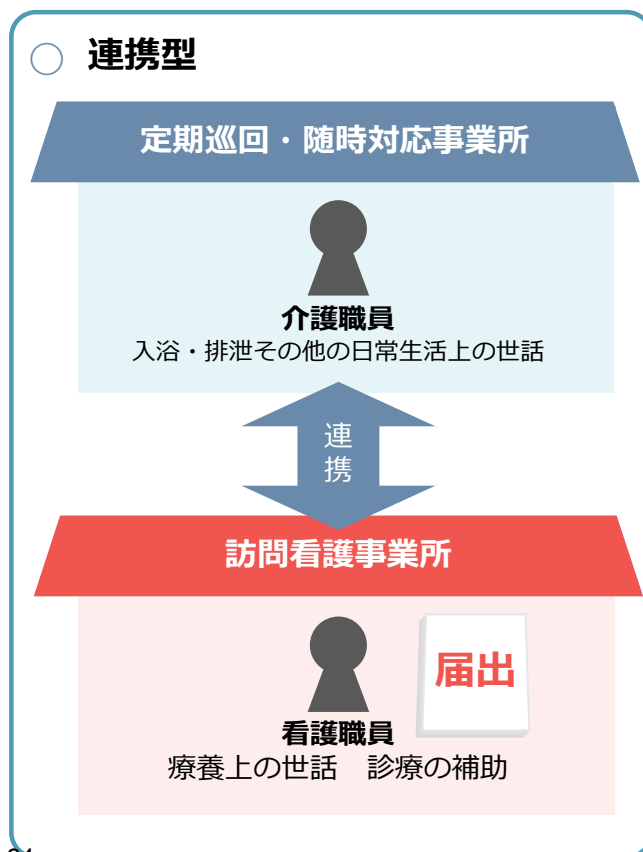 ○ 連携型
定期巡回・随時対応事業所
介護職員
入浴・排泄その他の日常生活上の世話
連
携
訪問看護事業所
届出
看護職員
療養上の世話　診療の補助